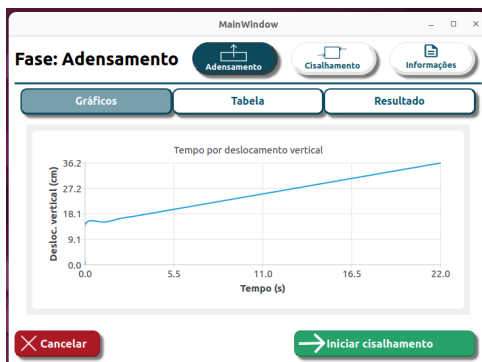 MainWindow
Fase: Adensamento
Adensamento
Cisalhamento
Informações
Gráficos
Tabela
Resultado
Tempo por deslocamento vertical
Desloc. vertical (cm)
36.2
27.2
18.1
9.1
0.0
0.0 5.5 11.0 16.5 22.0
Tempo (s)
Cancelar
Iniciar cisalhamento